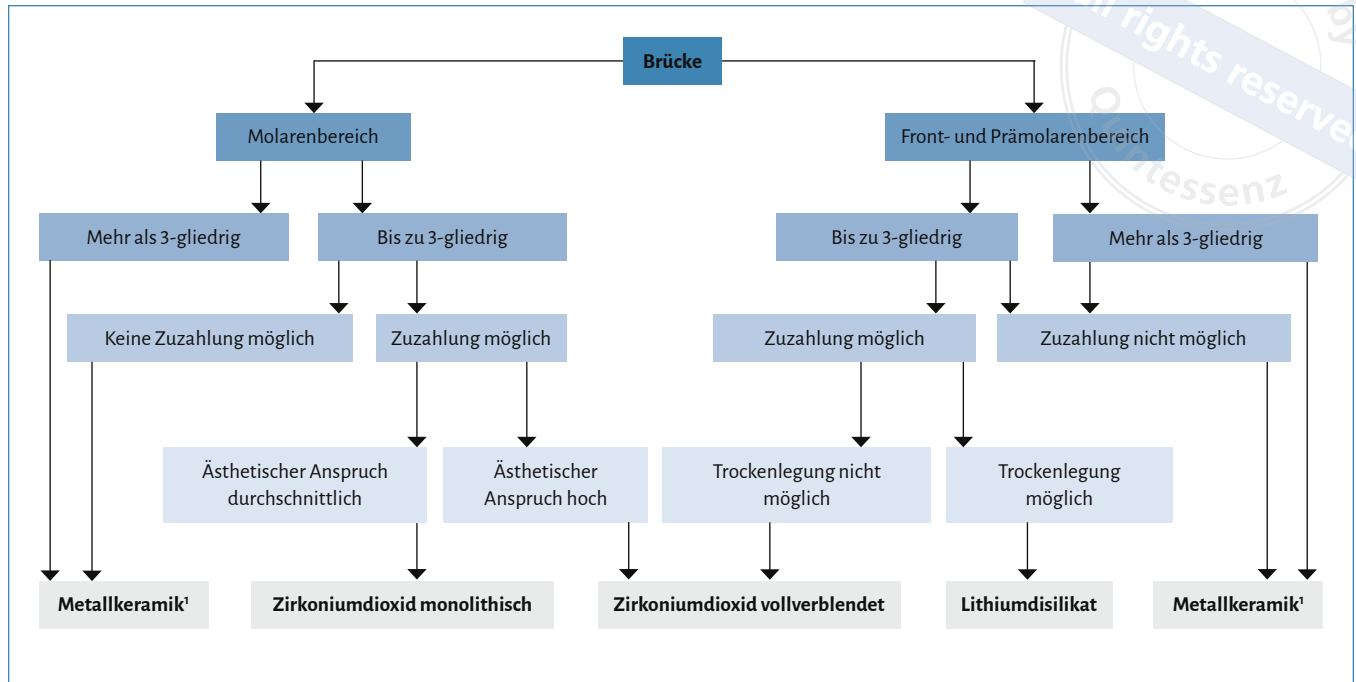 all rights reserved
by
Quintessenz
Brücke
Molarenbereich
Front- und Prämolarenbereich
Mehr als 3-gliedrig
Bis zu 3-gliedrig
Bis zu 3-gliedrig
Mehr als 3-gliedrig
Keine Zuzahlung möglich
Zuzahlung möglich
Zuzahlung möglich
Zuzahlung nicht möglich
Ästhetischer Anspruch
durchschnittlich
Ästhetischer
Anspruch hoch
Trockenlegung nicht
möglich
Trockenlegung
möglich
Metallkeramik¹
Zirkoniumdioxid monolithisch
Zirkoniumdioxid vollverblendet
Lithiumdisilikat
Metallkeramik¹